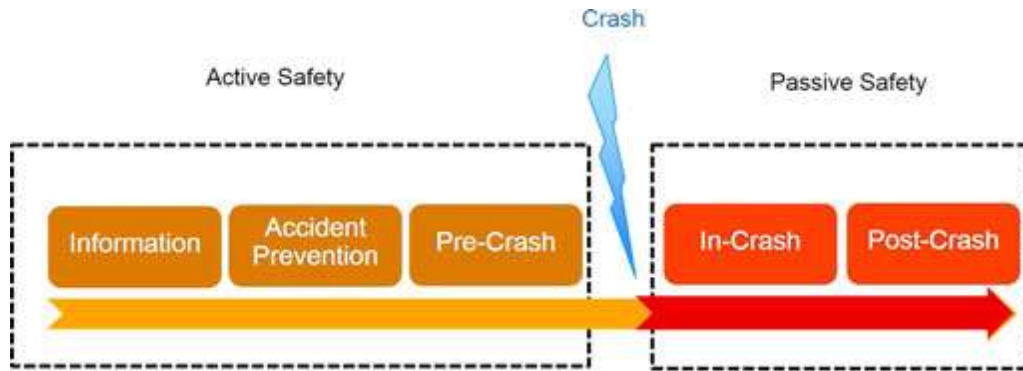 Crash
Active Safety
Passive Safety
Information
Accident
Prevention
Pre-Crash
In-Crash
Post-Crash